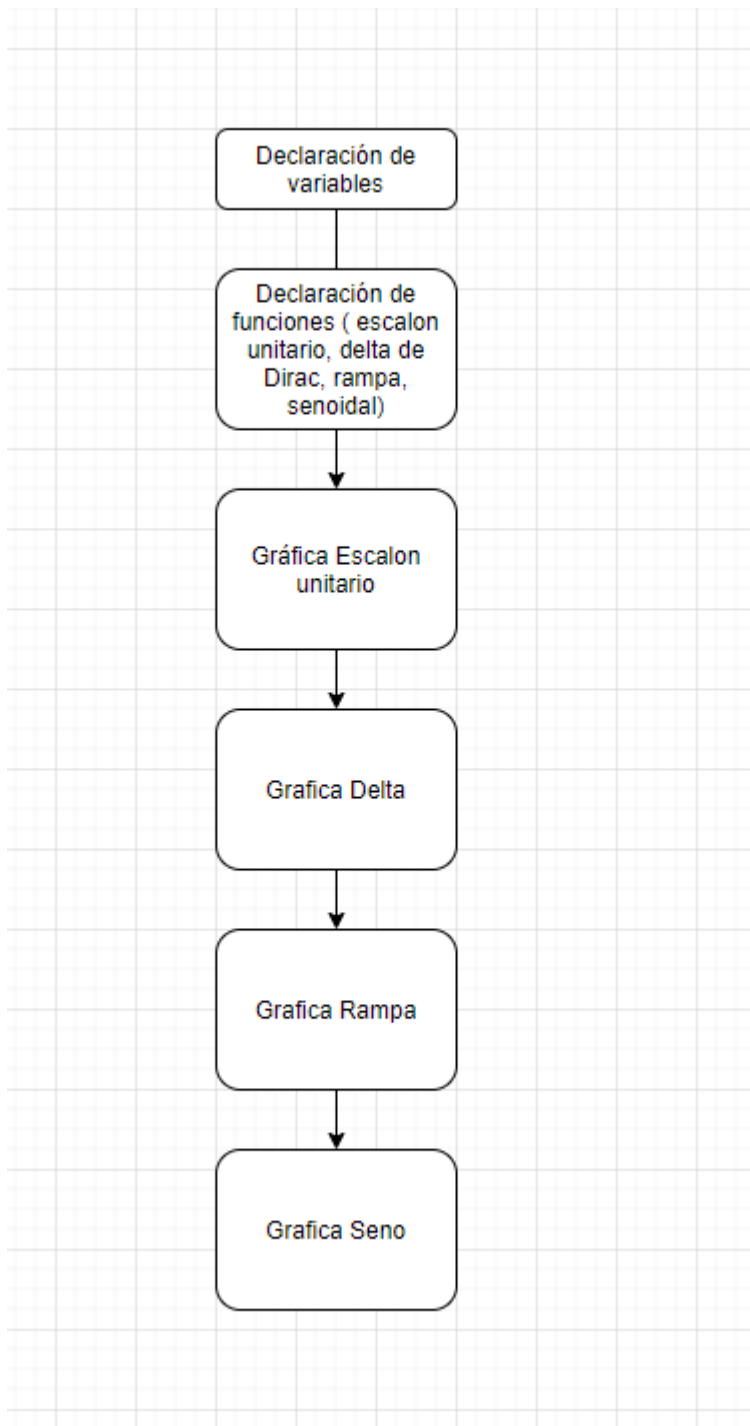 Declaración de
variables
Declaración de
funciones ( escalon
unitario, delta de
Dirac, rampa,
senoidal)
Gráfica Escalon
unitario
Grafica Delta
Grafica Rampa
Grafica Seno